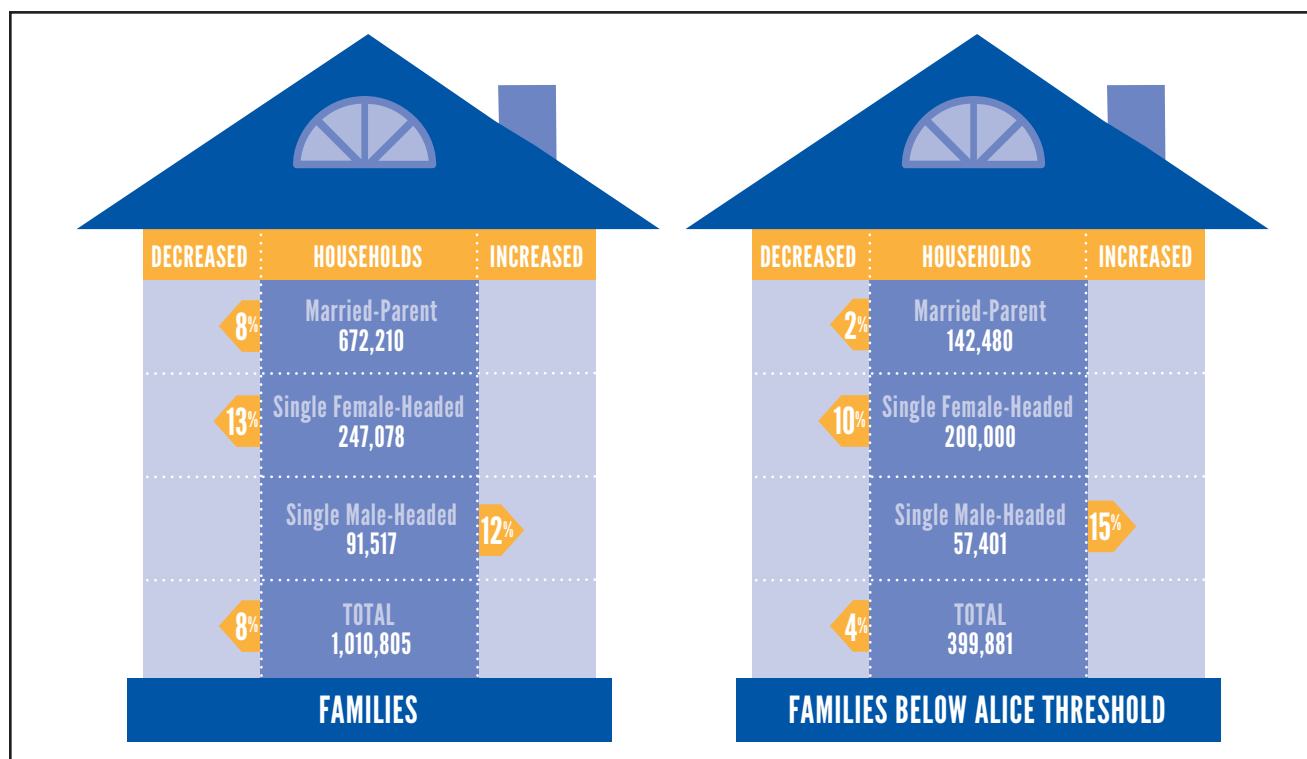 DECREASED HOUSEHOLDS INCREASED
8% Married-Parent
672,210
13% Single Female-Headed
247,078
Single Male-Headed 12%
91,517
8% TOTAL
1,010,805
FAMILIES
DECREASED HOUSEHOLDS INCREASED
2% Married-Parent
142,480
10% Single Female-Headed
200,000
Single Male-Headed 15%
57,401
4% TOTAL
399,881
FAMILIES BELOW ALICE THRESHOLD